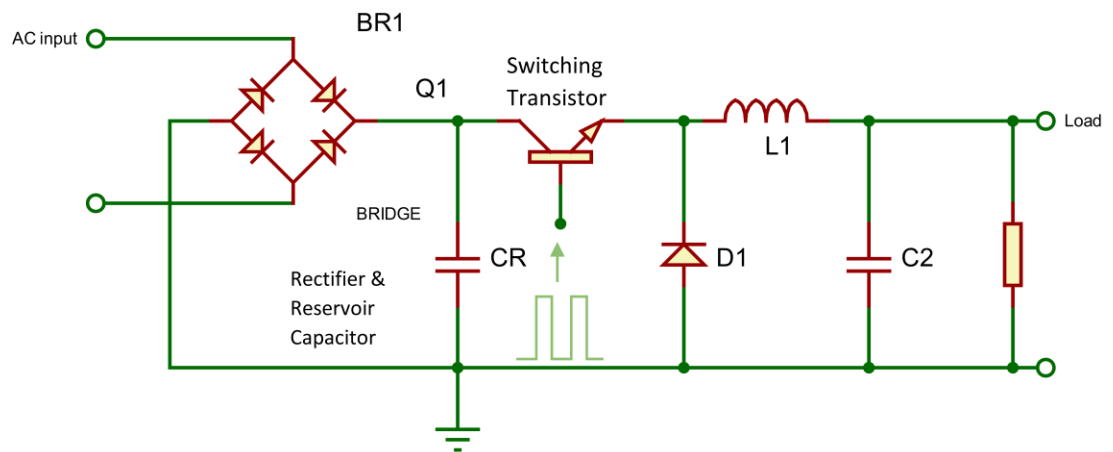 BR1
AC input
Q1
Switching
Transistor
L1
Load
BRIDGE
CR
D1
C2
Rectifier &
Reservoir
Capacitor